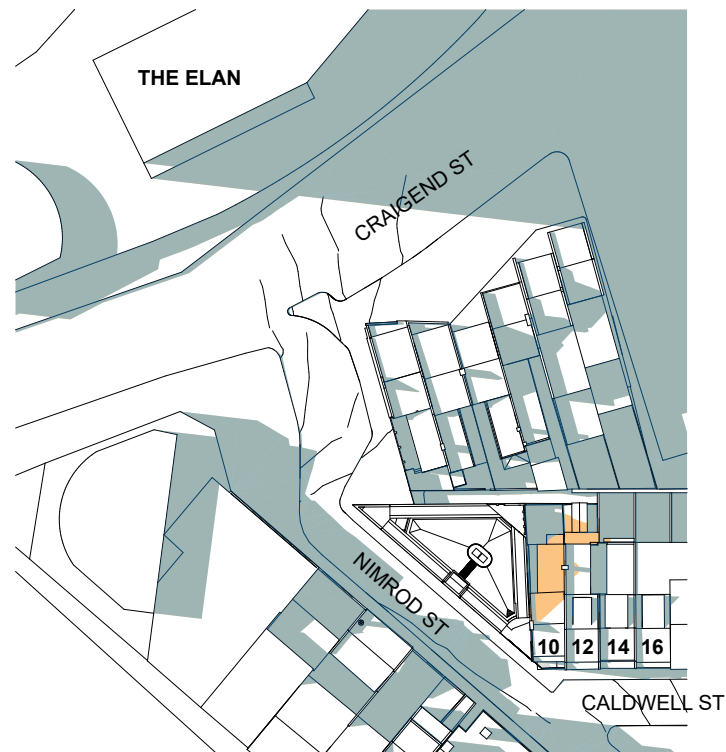 THE ELAN
CRAIGEND ST
NIMROD ST
10 12 14 16
CALDWELL ST